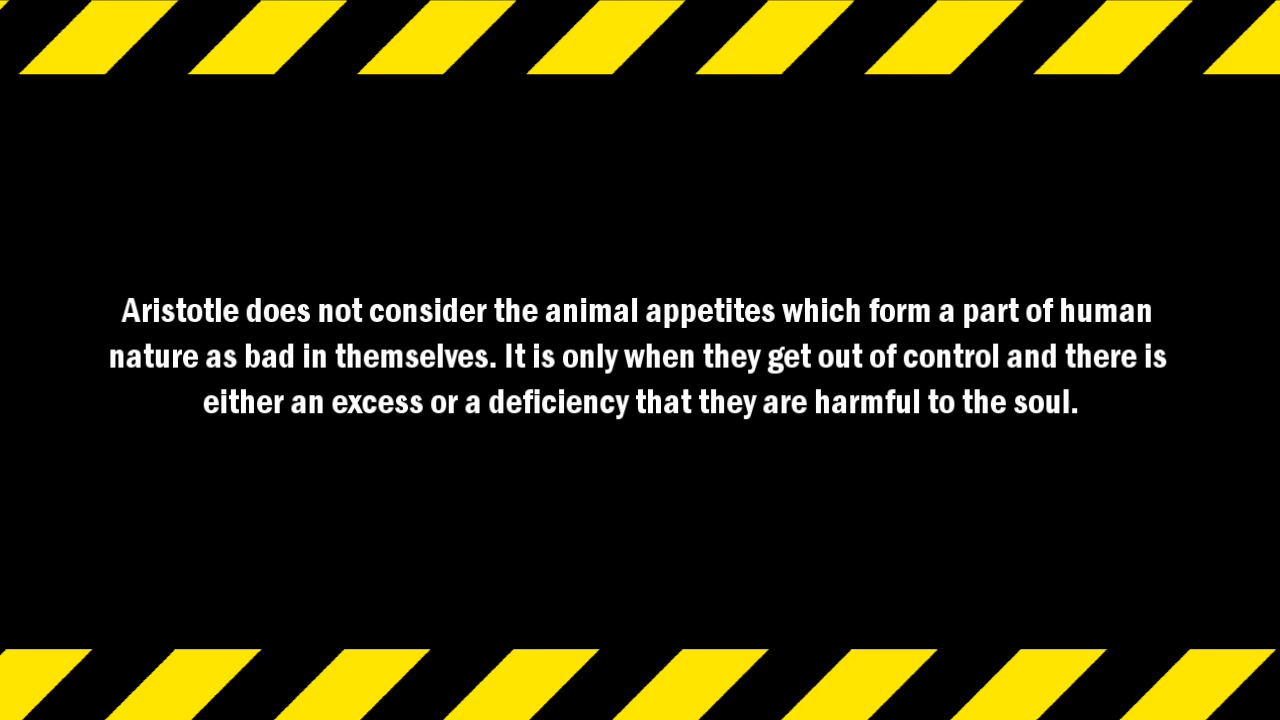 Aristotle does not consider the animal appetites which form a part of human
nature as bad in themselves. It is only when they get out of control and there is
either an excess or a deficiency that they are harmful to the soul.